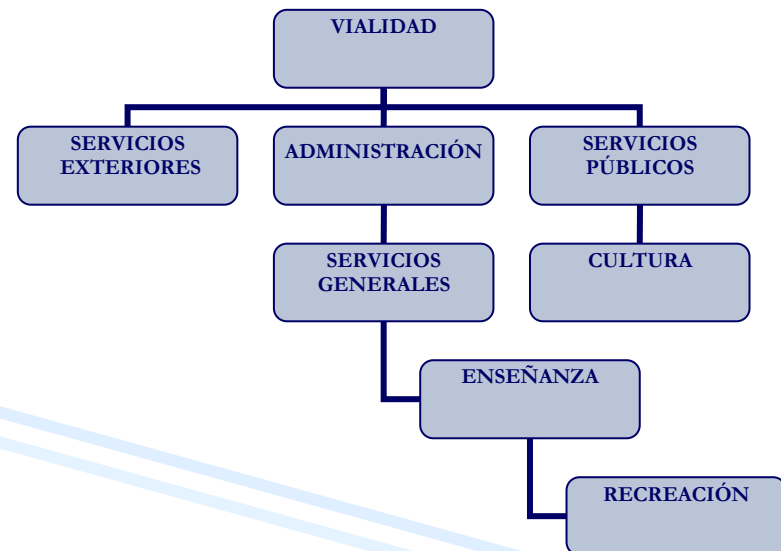 VIALIDAD
SERVICIOS
EXTERIORES
ADMINISTRACIÓN
SERVICIOS
PÚBLICOS
SERVICIOS
GENERALES
CULTURA
ENSEÑANZA
RECREACIÓN